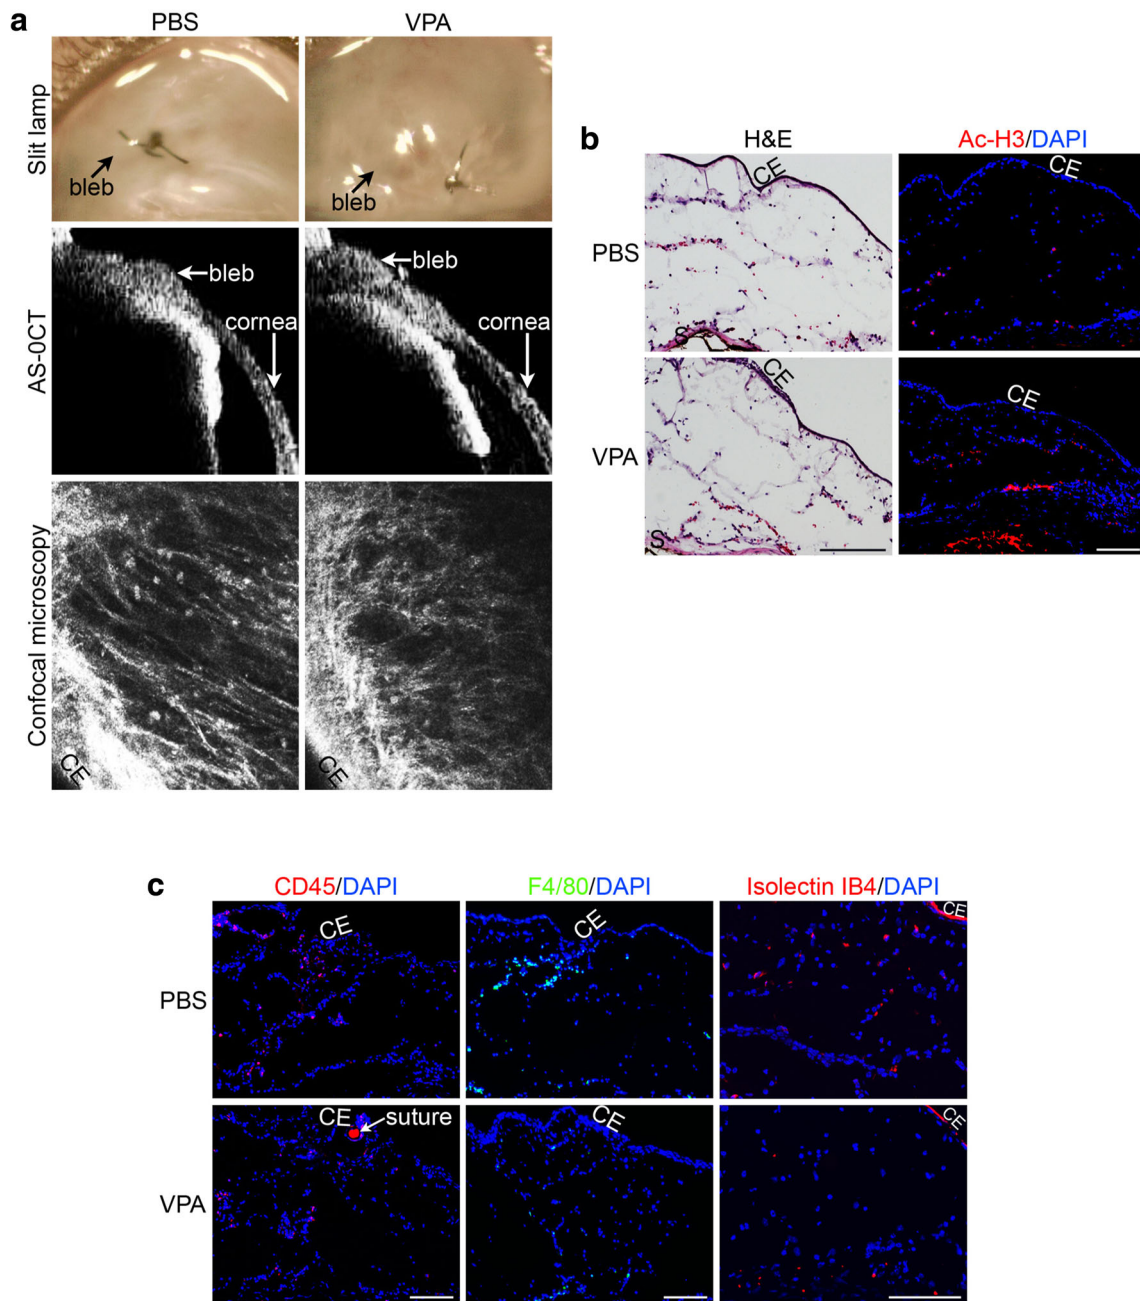 a
PBS
VPA
Slit lamp
bleb
bleb
AS-OCT
bleb
cornea
bleb
cornea
Confocal microscopy
CE
CE
b
H&E
Ac-H3/DAPI
PBS
CE
S
CE
VPA
CE
S
CE
c
CD45/DAPI
F4/80/DAPI
Isolectin IB4/DAPI
PBS
CE
CE
CE
VPA
CE
suture
CE
CE